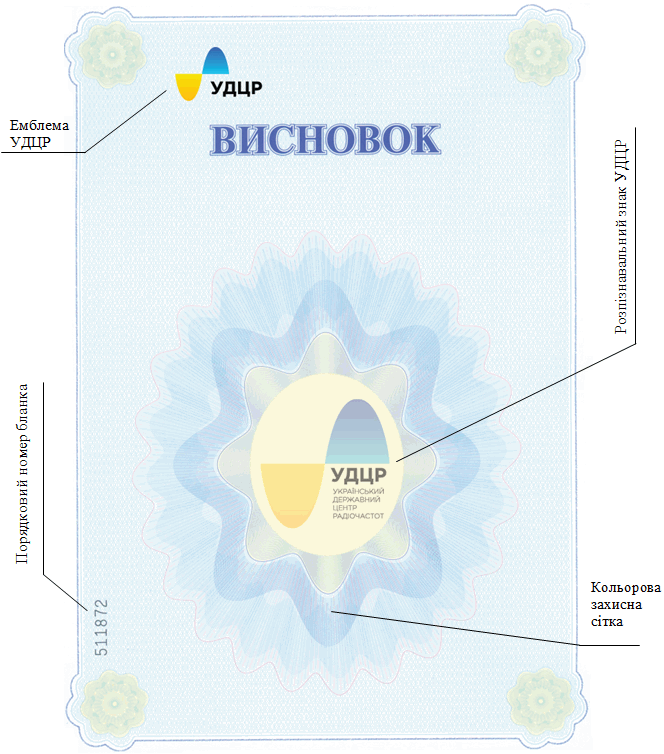 УДЦР
Емблема
УДЦР
ВИСНОВОК
Розпізнавальний знак УДЦР
Порядковий номер бланка
УДЦР
УКРАЇНСЬКИЙ
ДЕРЖАВНИЙ
ЦЕНТР
РАДІОЧАСТОТ
Кольорова
захисна
сітка
511872